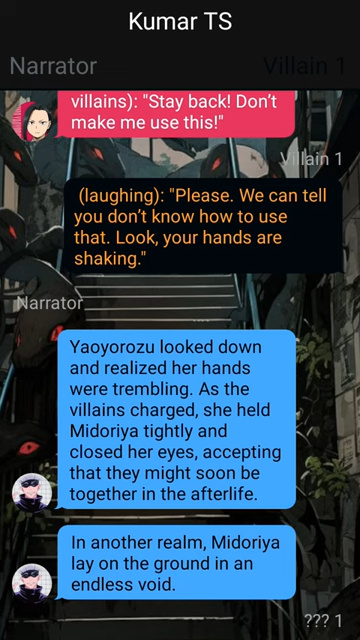 Kumar TS
Narrator
Villain 1
villains): "Stay back! Don't
make me use this!"
Villain 1
(laughing): "Please. We can tell
you don't know how to use
that. Look, your hands are
shaking."
Narrator
Yaoyorozu looked down
and realized her hands
were trembling. As the
villains charged, she held
Midoriya tightly and
closed her eyes, accepting
that they might soon be
together in the afterlife.
In another realm, Midoriya
lay on the ground in an
endless void.
??? 1